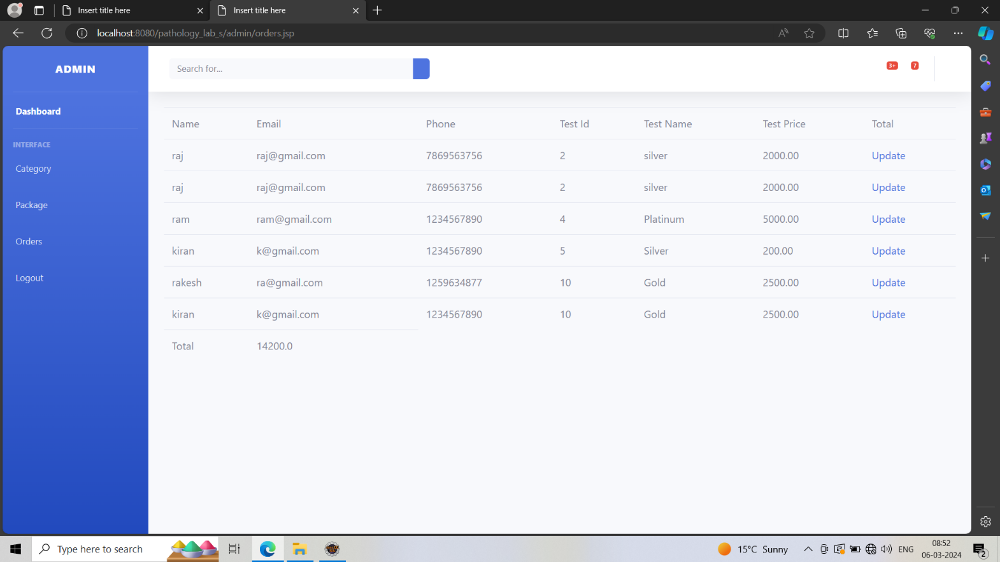 Insert title here
Insert title here
localhost:8080/pathology_lab_s/admin/orders.jsp
ADMIN
Search for...
3+
7
Dashboard
INTERFACE
Category
Package
Orders
Logout
Name Email Phone Test Id Test Name Test Price Total
raj raj@gmail.com 7869563756 2 silver 2000.00 Update
raj raj@gmail.com 7869563756 2 silver 2000.00 Update
ram ram@gmail.com 1234567890 4 Platinum 5000.00 Update
kiran k@gmail.com 1234567890 5 Silver 200.00 Update
rakesh ra@gmail.com 1259634877 10 Gold 2500.00 Update
kiran k@gmail.com 1234567890 10 Gold 2500.00 Update
Total 14200.0
Type here to search
15°C Sunny
ENG
08:52
06-03-2024
2